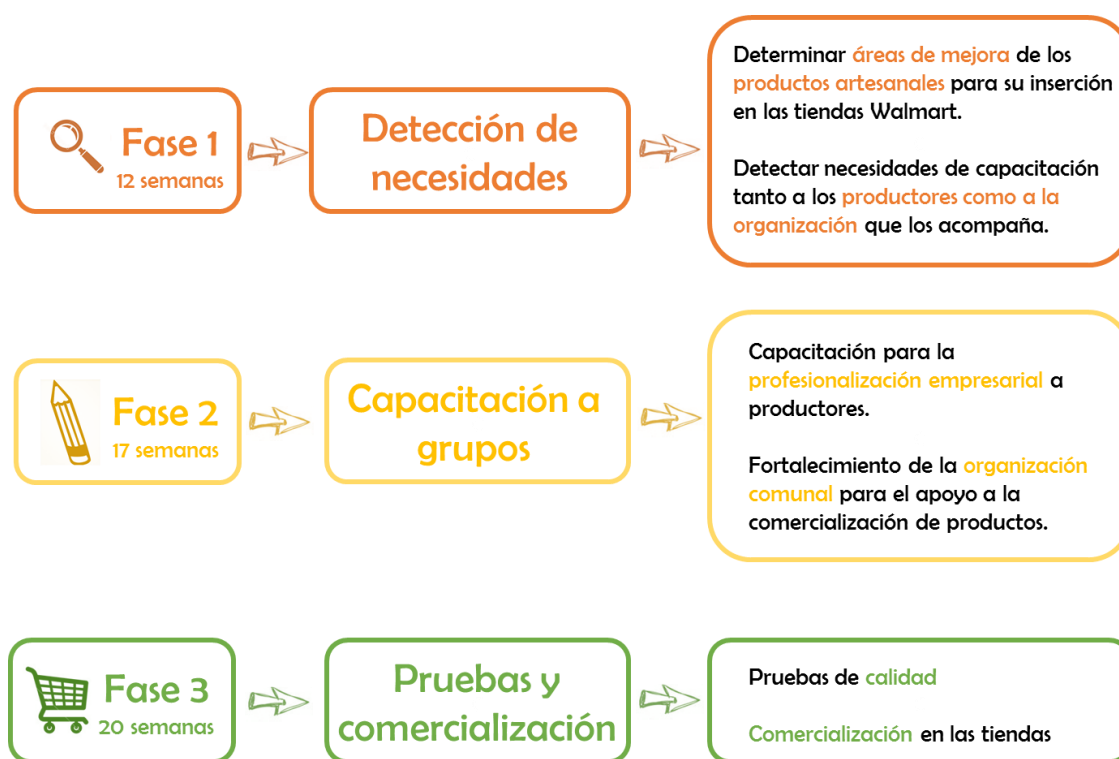 Fase 1
12 semanas
Detección de
necesidades
Determinar áreas de mejora de los
productos artesanales para su inserción
en las tiendas Walmart.
Detectar necesidades de capacitación
tanto a los productores como a la
organización que los acompaña.
Fase 2
17 semanas
Capacitación a
grupos
Capacitación para la
profesionalización empresarial a
productores.
Fortalecimiento de la organización
comunal para el apoyo a la
comercialización de productos.
Fase 3
20 semanas
Pruebas y
comercialización
Pruebas de calidad
Comercialización en las tiendas